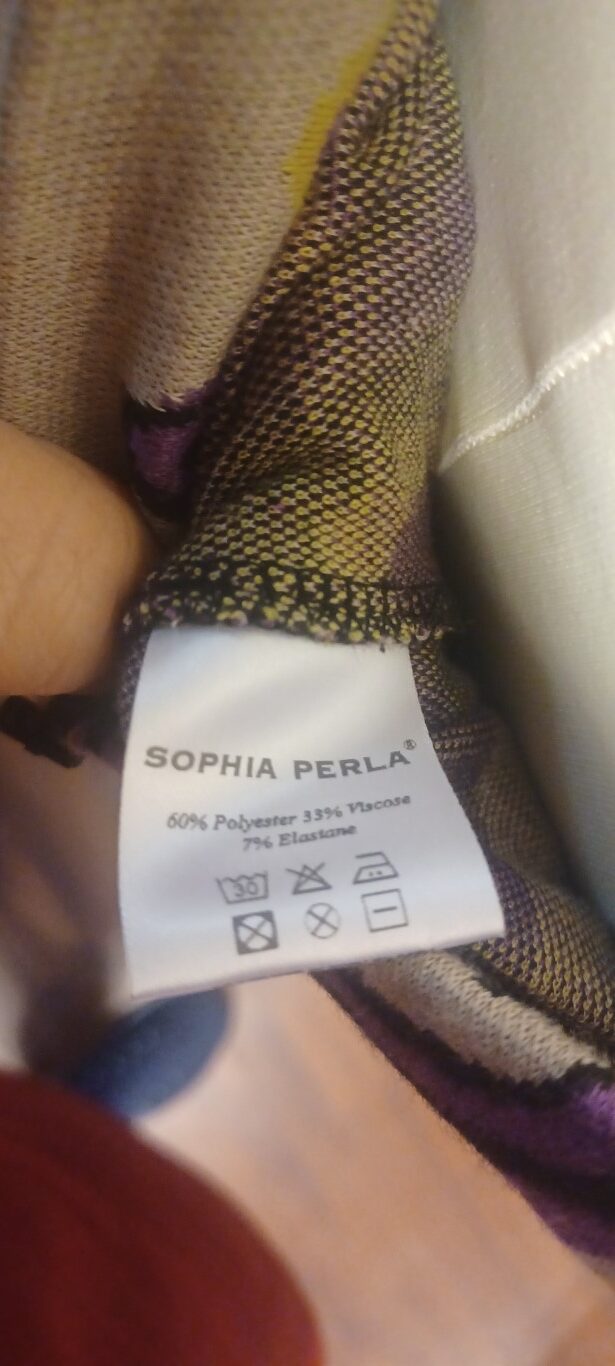 SOPHIA PERLA®
60% Polyester 33% Viscose
7% Elastane
30